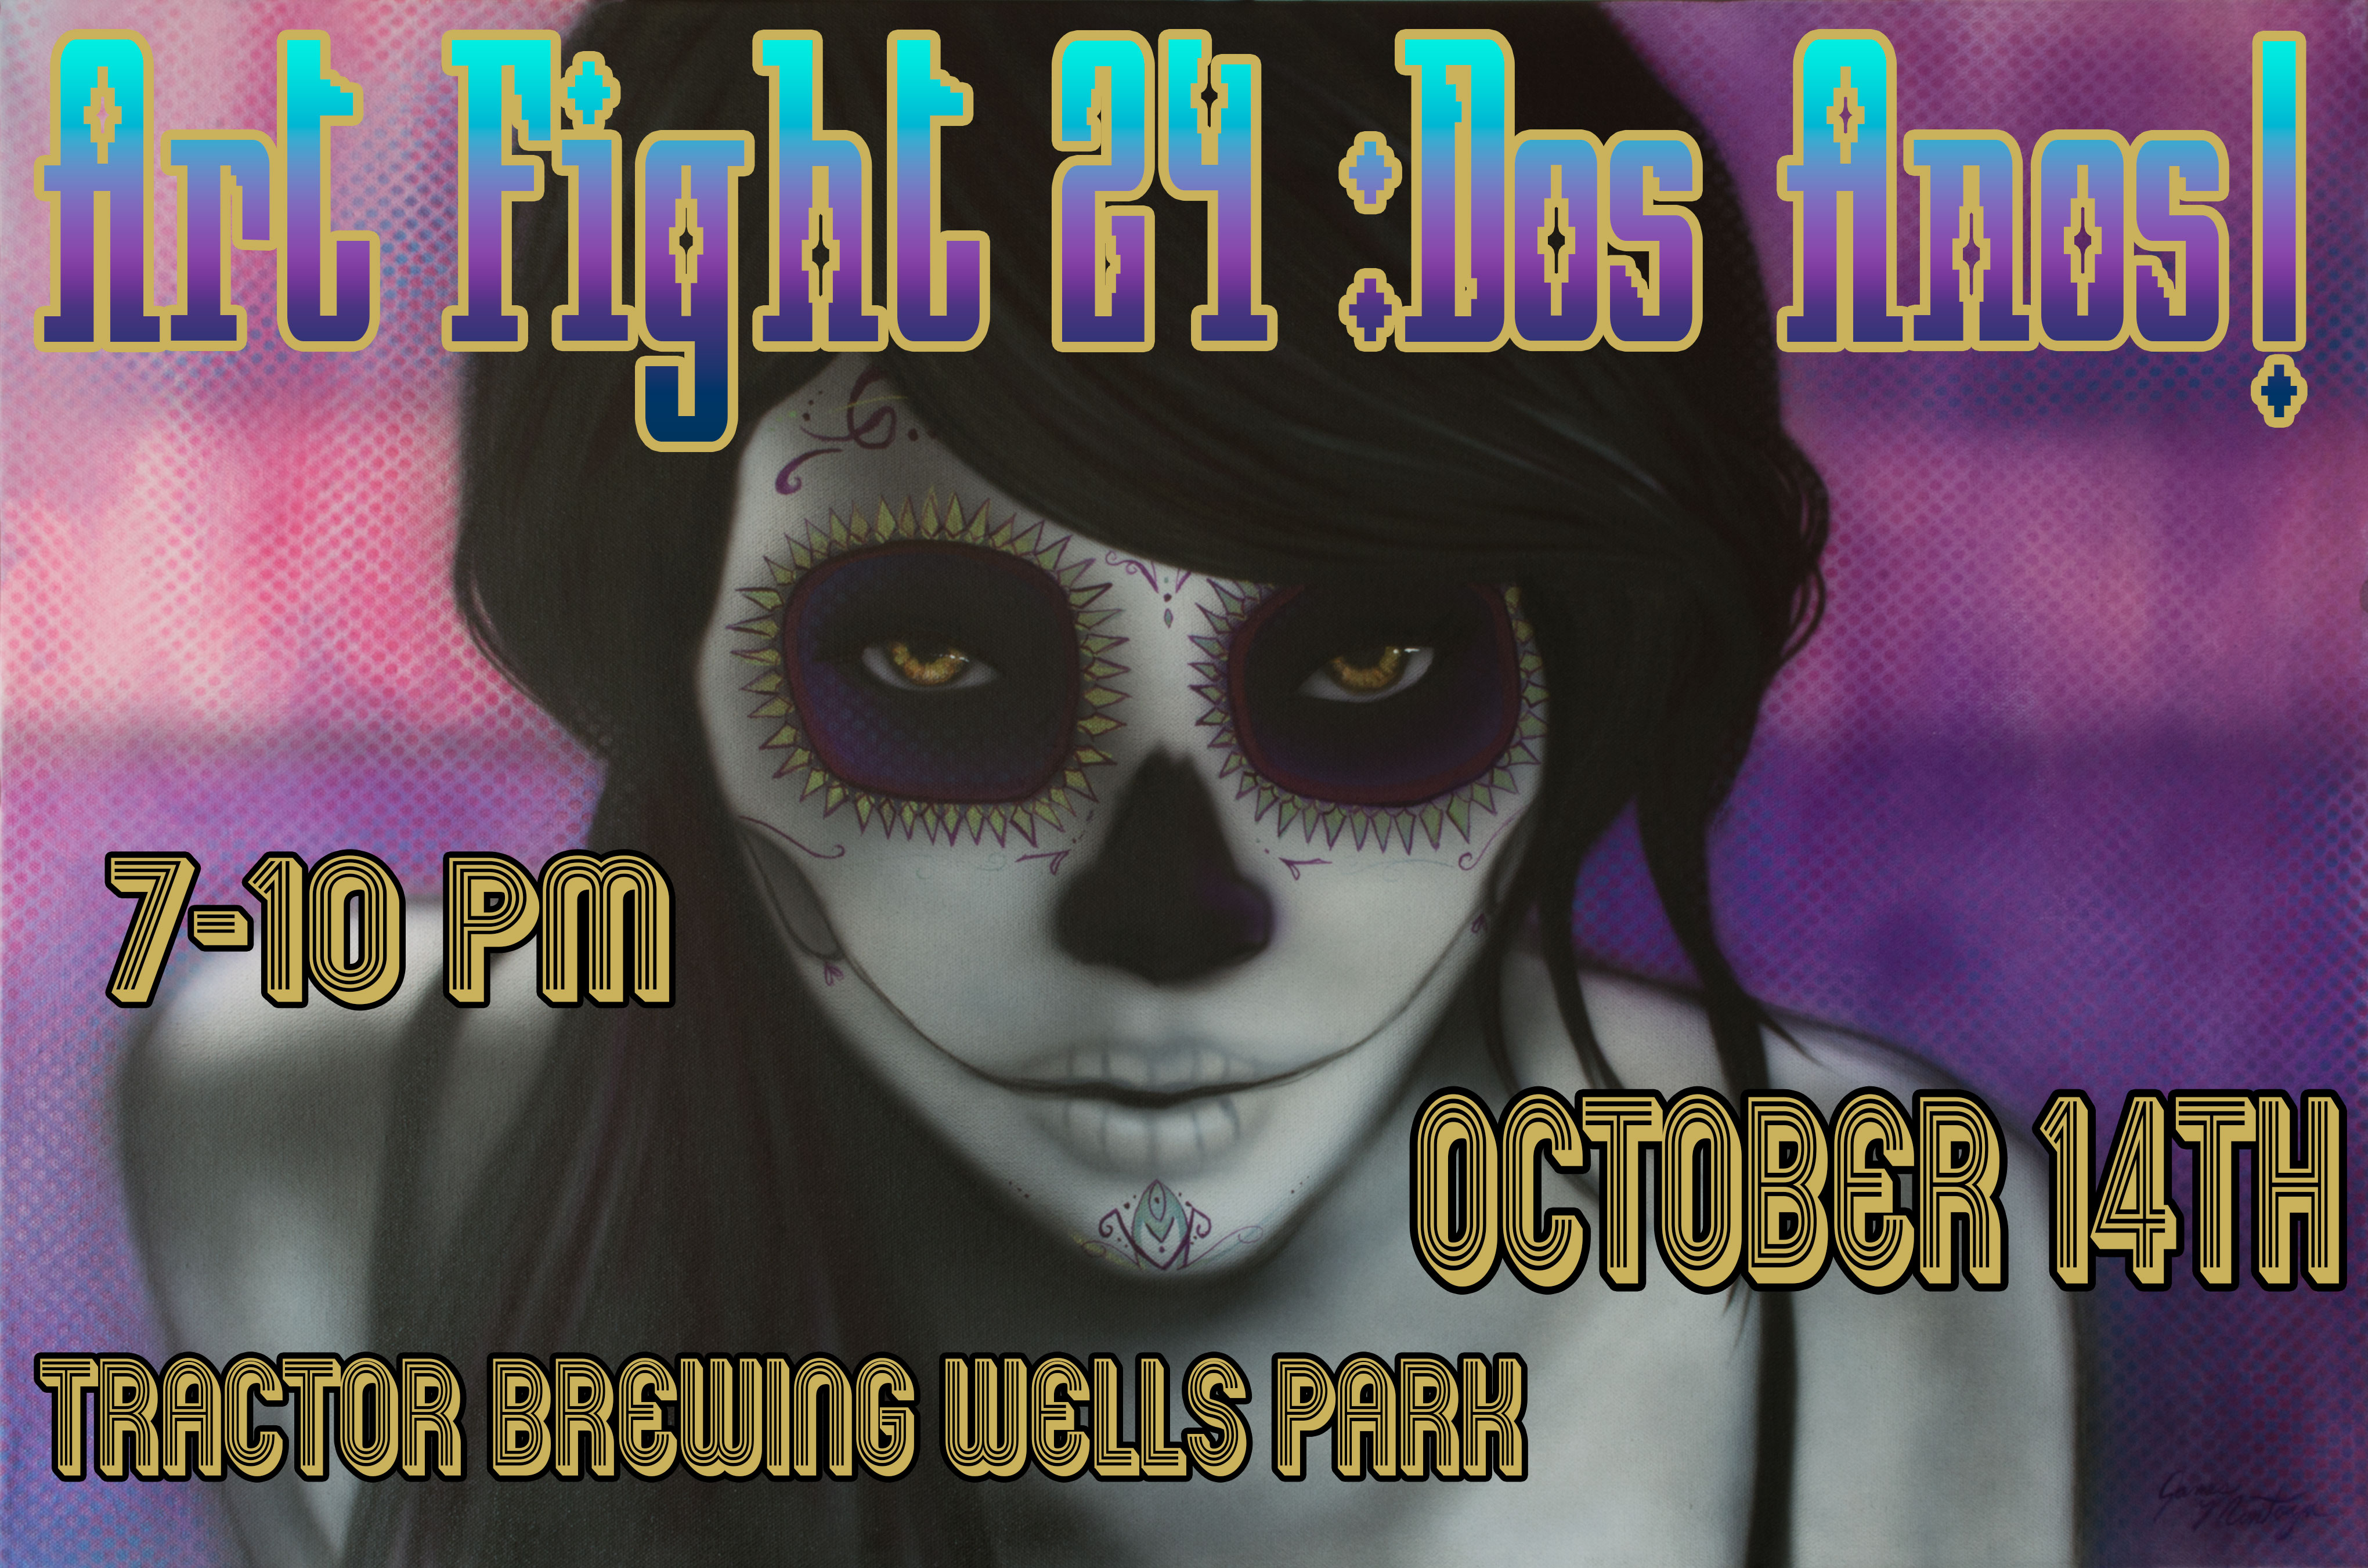 Art Fight 24 :Dos Anos!
7-10 PM
OCTOBER 14TH
TRACTOR BREWING WELLS PARK